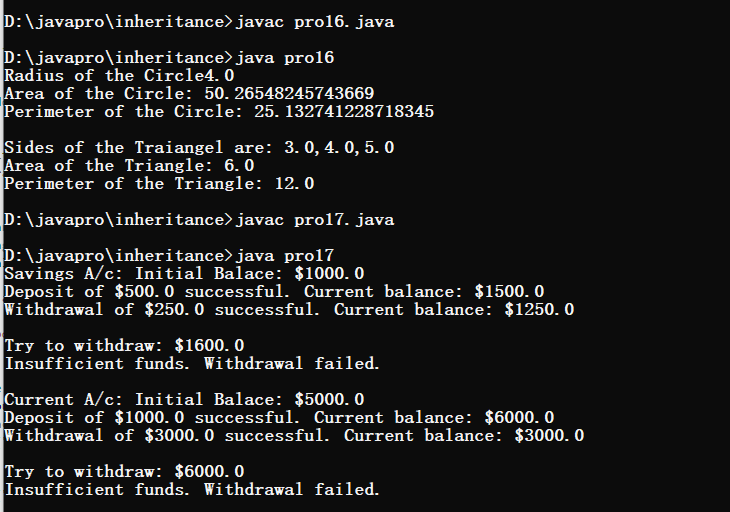 D:\javapro\inheritance>javac pro16.java
D:\javapro\inheritance>java pro16
Radius of the Circle4.0
Area of the Circle: 50.26548245743669
Perimeter of the Circle: 25.132741228718345
Sides of the Traiangel are: 3.0,4.0,5.0
Area of the Triangle: 6.0
Perimeter of the Triangle: 12.0
D:\javapro\inheritance>javac pro17.java
D:\javapro\inheritance>java pro17
Savings A/c: Initial Balace: $1000.0
Deposit of $500.0 successful. Current balance: $1500.0
Withdrawal of $250.0 successful. Current balance: $1250.0
Try to withdraw: $1600.0
Insufficient funds. Withdrawal failed.
Current A/c: Initial Balace: $5000.0
Deposit of $1000.0 successful. Current balance: $6000.0
Withdrawal of $3000.0 successful. Current balance: $3000.0
Try to withdraw: $6000.0
Insufficient funds. Withdrawal failed.